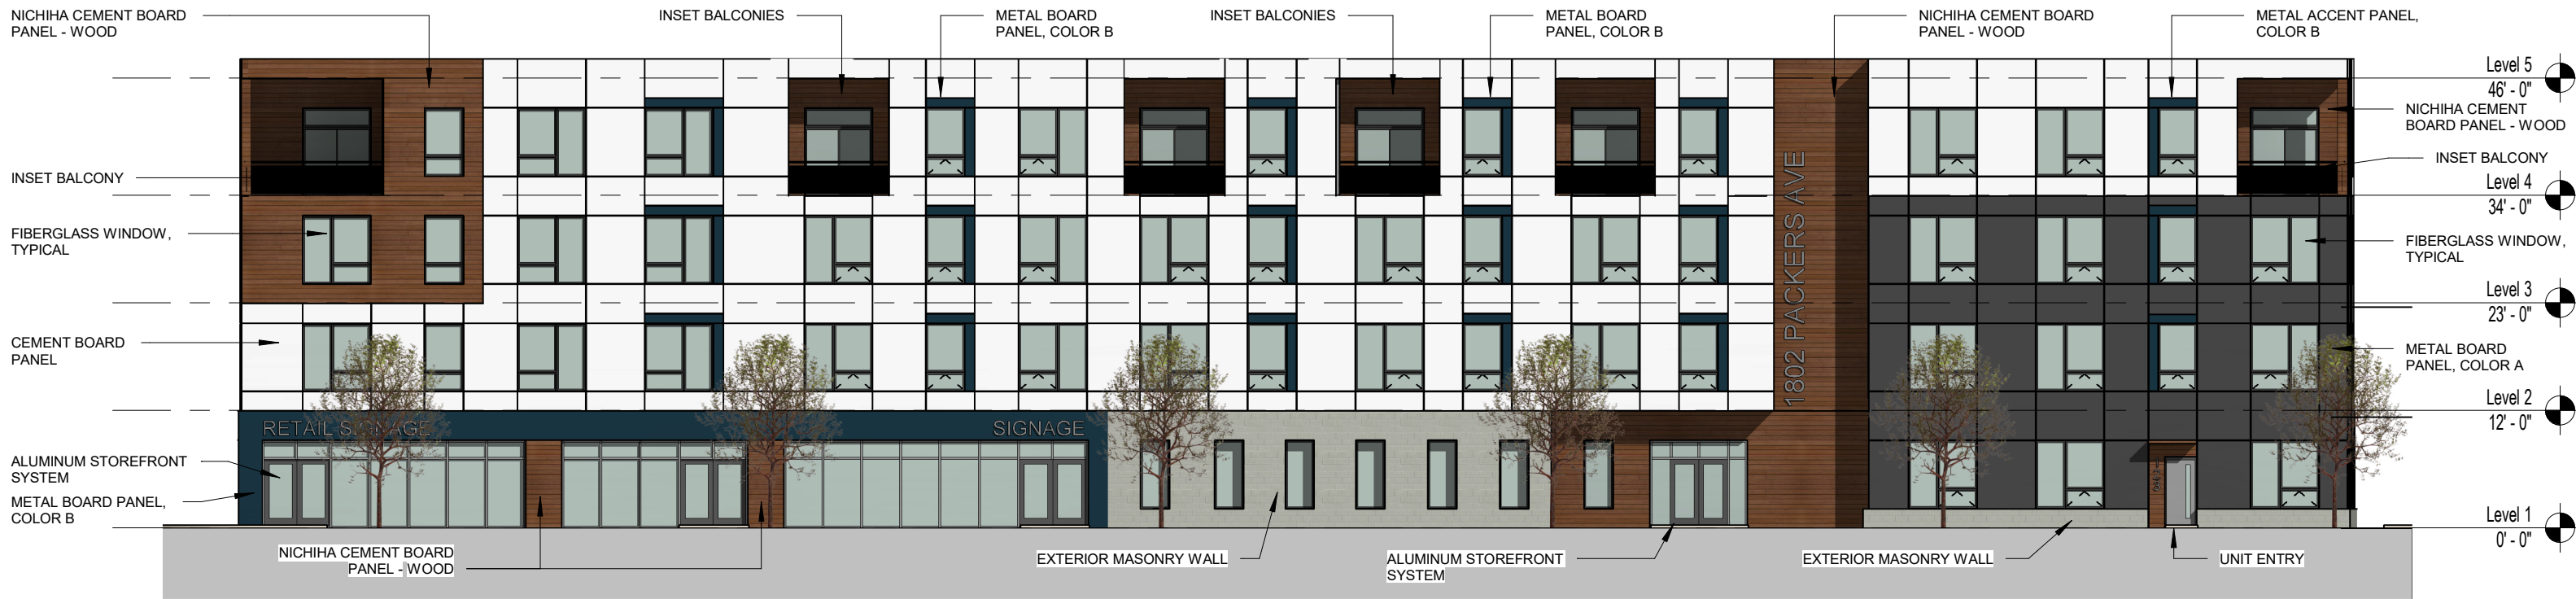 NICHIHA CEMENT BOARD
PANEL - WOOD
INSET BALCONIES
METAL BOARD
PANEL, COLOR B
INSET BALCONIES
METAL BOARD
PANEL, COLOR B
NICHIHA CEMENT BOARD
PANEL - WOOD
METAL ACCENT PANEL,
COLOR B
Level 5
46' - 0"
NICHIHA CEMENT
BOARD PANEL - WOOD
INSET BALCONY
INSET BALCONY
Level 4
34' - 0"
FIBERGLASS WINDOW,
TYPICAL
FIBERGLASS WINDOW,
TYPICAL
1802 PACKERS AVE
Level 3
23' - 0"
CEMENT BOARD
PANEL
METAL BOARD
PANEL, COLOR A
Level 2
12' - 0"
RETAIL SIGNAGE
SIGNAGE
ALUMINUM STOREFRONT
SYSTEM
METAL BOARD PANEL,
COLOR B
Level 1
0' - 0"
NICHIHA CEMENT BOARD
PANEL - WOOD
EXTERIOR MASONRY WALL
ALUMINUM STOREFRONT
SYSTEM
EXTERIOR MASONRY WALL
UNIT ENTRY